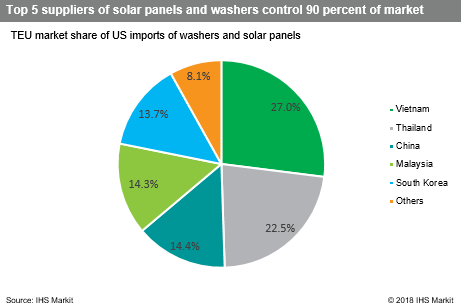 Top 5 suppliers of solar panels and washers control 90 percent of market
TEU market share of US imports of washers and solar panels
8.1%
27.0%
13.7%
14.3%
14.4%
22.5%
Vietnam
Thailand
China
Malaysia
South Korea
Others
Source: IHS Markit
© 2018 IHS Markit